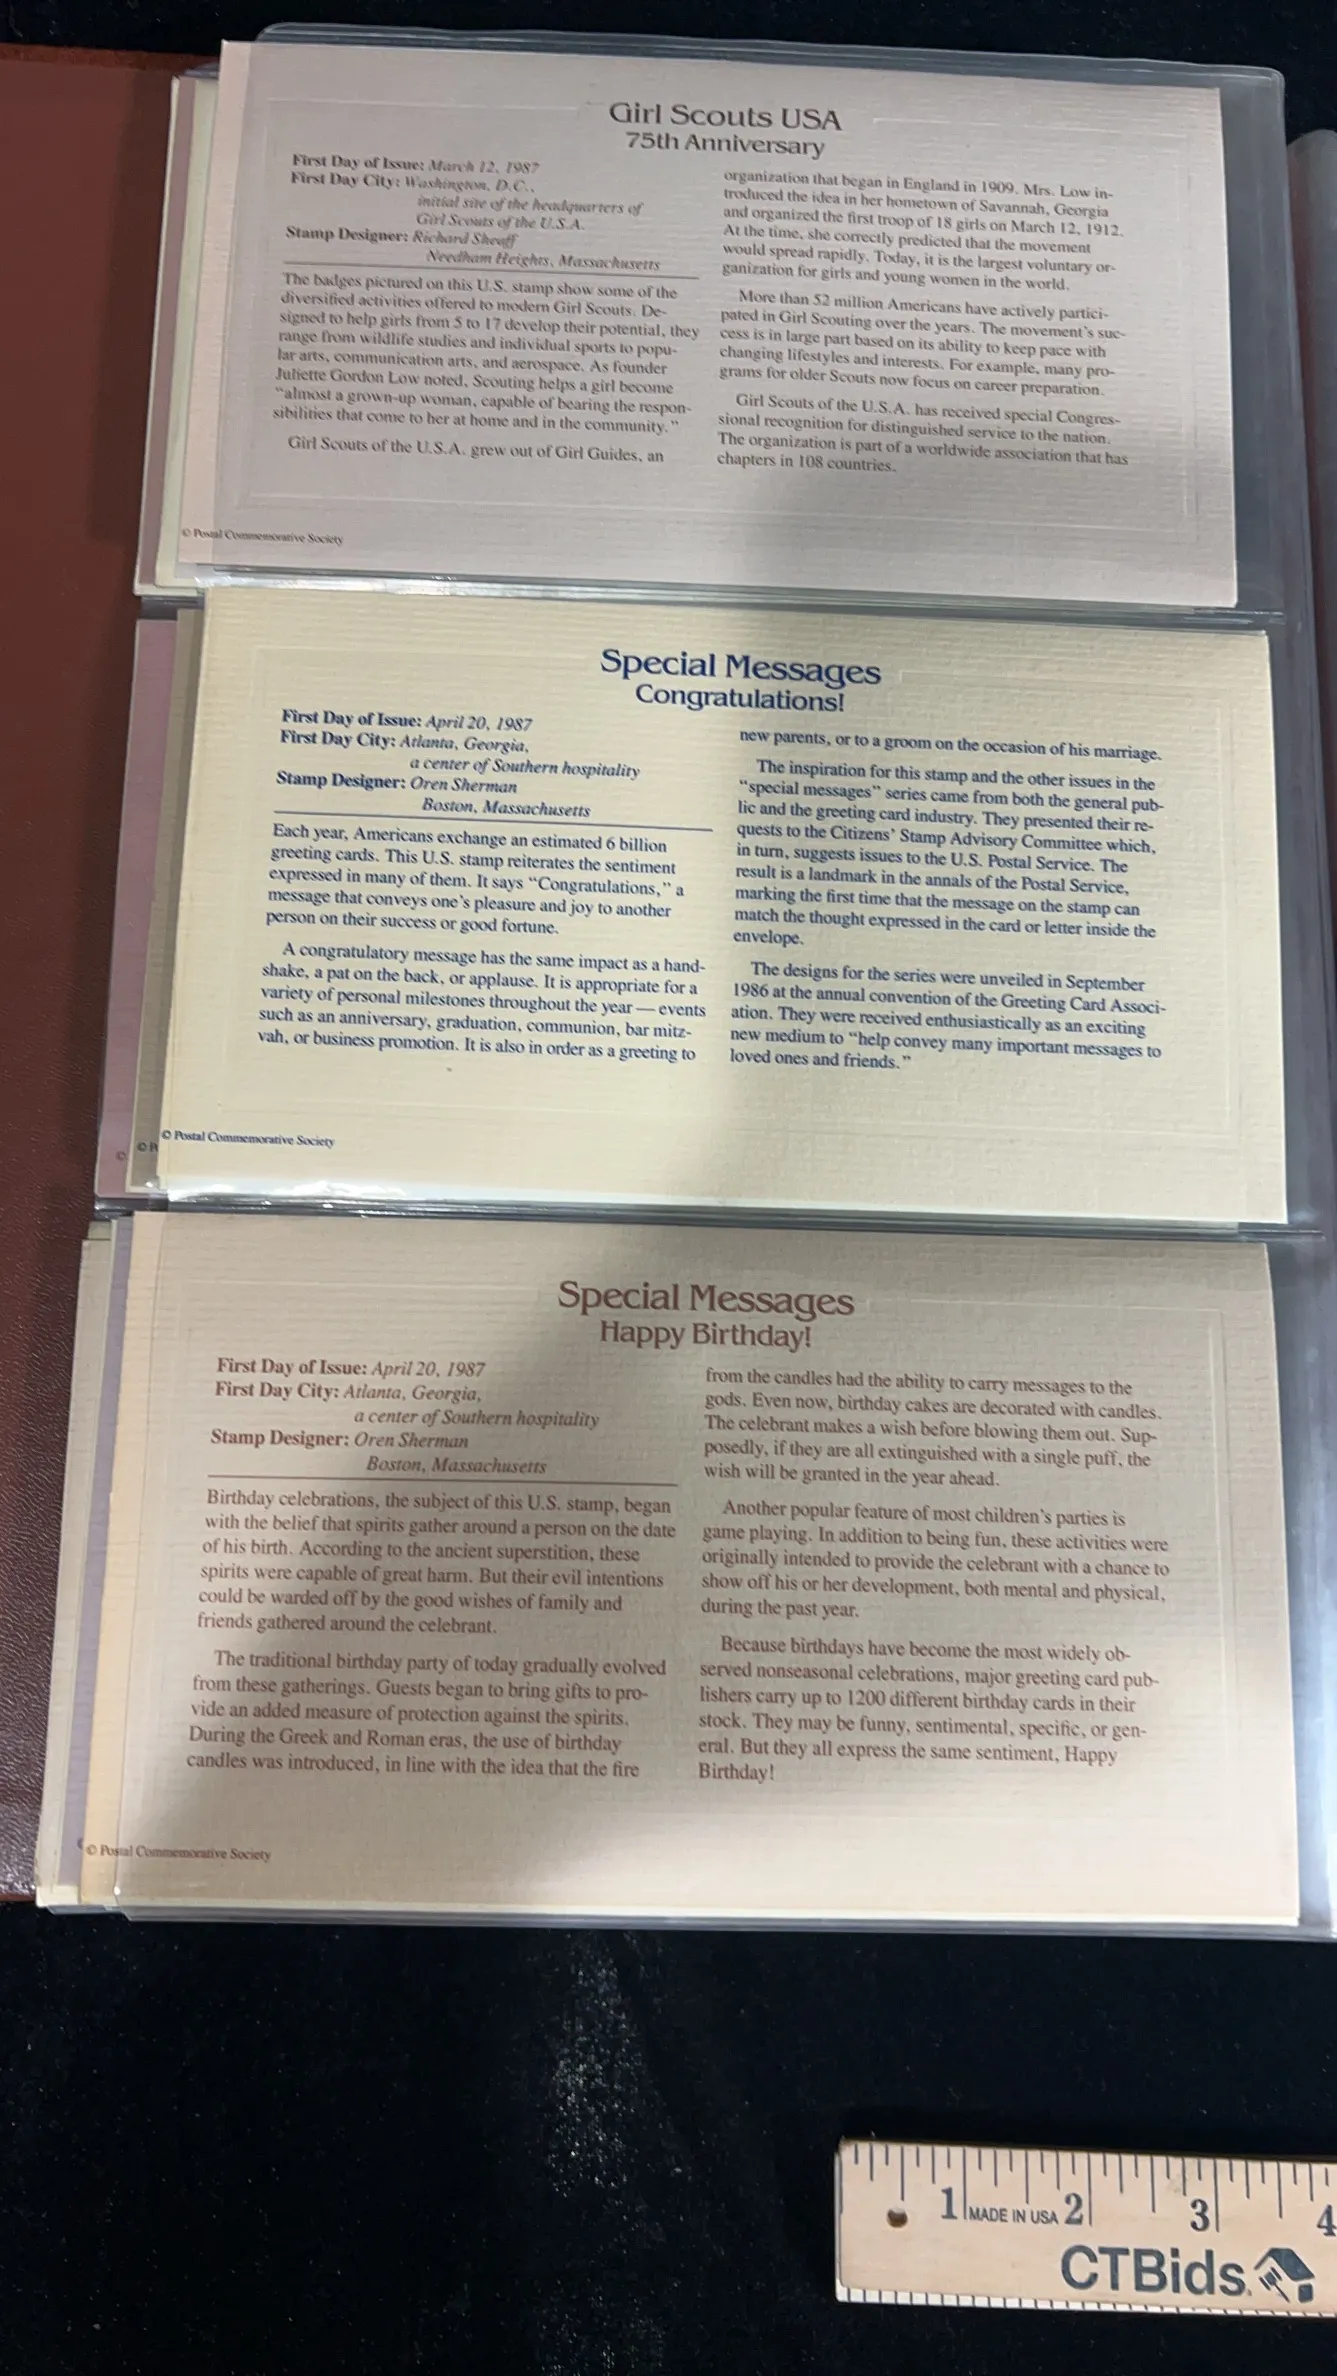 Girl Scouts USA
75th Anniversary
First Day of Issue: March 12, 1987
First Day City: Washington, D.C.,
initial site of the headquarters of
Girl Scouts of the U.S.A.
Stamp Designer: Richard Sheaff
Needham Heights, Massachusetts
The badges pictured on this U.S. stamp show some of the
diversified activities offered to modern Girl Scouts. De-
signed to help girls from 5 to 17 develop their potential, they
range from wildlife studies and individual sports to popu-
lar arts, communication arts, and aerospace. As founder
Juliette Gordon Low noted, Scouting helps a girl become
“almost a grown-up woman, capable of bearing the respon-
sibilities that come to her at home and in the community.”
Girl Scouts of the U.S.A. grew out of Girl Guides, an
organization that began in England in 1909. Mrs. Low in-
troduced the idea in her hometown of Savannah, Georgia
and organized the first troop of 18 girls on March 12, 1912.
At the time, she correctly predicted that the movement
would spread rapidly. Today, it is the largest voluntary or-
ganization for girls and young women in the world.
More than 52 million Americans have actively partici-
pated in Girl Scouting over the years. The movement's suc-
cess is in large part based on its ability to keep pace with
changing lifestyles and interests. For example, many pro-
grams for older Scouts now focus on career preparation.
Girl Scouts of the U.S.A. has received special Congres-
sional recognition for distinguished service to the nation.
The organization is part of a worldwide association that has
chapters in 108 countries.
© Postal Commemorative Society
Special Messages
Congratulations!
First Day of Issue: April 20, 1987
First Day City: Atlanta, Georgia,
a center of Southern hospitality
Stamp Designer: Oren Sherman
Boston, Massachusetts
Each year, Americans exchange an estimated 6 billion
greeting cards. This U.S. stamp reiterates the sentiment
expressed in many of them. It says “Congratulations,” a
message that conveys one's pleasure and joy to another
person on their success or good fortune.
A congratulatory message has the same impact as a hand-
shake, a pat on the back, or applause. It is appropriate for a
variety of personal milestones throughout the year — events
such as an anniversary, graduation, communion, bar mitz-
vah, or business promotion. It is also in order as a greeting to
new parents, or to a groom on the occasion of his marriage.
The inspiration for this stamp and the other issues in the
“special messages” series came from both the general pub-
lic and the greeting card industry. They presented their re-
quests to the Citizens' Stamp Advisory Committee which,
in turn, suggests issues to the U.S. Postal Service. The
result is a landmark in the annals of the Postal Service,
marking the first time that the message on the stamp can
match the thought expressed in the card or letter inside the
envelope.
The designs for the series were unveiled in September
1986 at the annual convention of the Greeting Card Associ-
ation. They were received enthusiastically as an exciting
new medium to “help convey many important messages to
loved ones and friends.”
© © P © Postal Commemorative Society
Special Messages
Happy Birthday!
First Day of Issue: April 20, 1987
First Day City: Atlanta, Georgia,
a center of Southern hospitality
Stamp Designer: Oren Sherman
Boston, Massachusetts
Birthday celebrations, the subject of this U.S. stamp, began
with the belief that spirits gather around a person on the date
of his birth. According to the ancient superstition, these
spirits were capable of great harm. But their evil intentions
could be warded off by the good wishes of family and
friends gathered around the celebrant.
The traditional birthday party of today gradually evolved
from these gatherings. Guests began to bring gifts to pro-
vide an added measure of protection against the spirits.
During the Greek and Roman eras, the use of birthday
candles was introduced, in line with the idea that the fire
from the candles had the ability to carry messages to the
gods. Even now, birthday cakes are decorated with candles.
The celebrant makes a wish before blowing them out. Sup-
posedly, if they are all extinguished with a single puff, the
wish will be granted in the year ahead.
Another popular feature of most children's parties is
game playing. In addition to being fun, these activities were
originally intended to provide the celebrant with a chance to
show off his or her development, both mental and physical,
during the past year.
Because birthdays have become the most widely ob-
served nonseasonal celebrations, major greeting card pub-
lishers carry up to 1200 different birthday cards in their
stock. They may be funny, sentimental, specific, or gen-
eral. But they all express the same sentiment, Happy
Birthday!
© Postal Commemorative Society
1 MADE IN USA 2 3 4
CTBids.